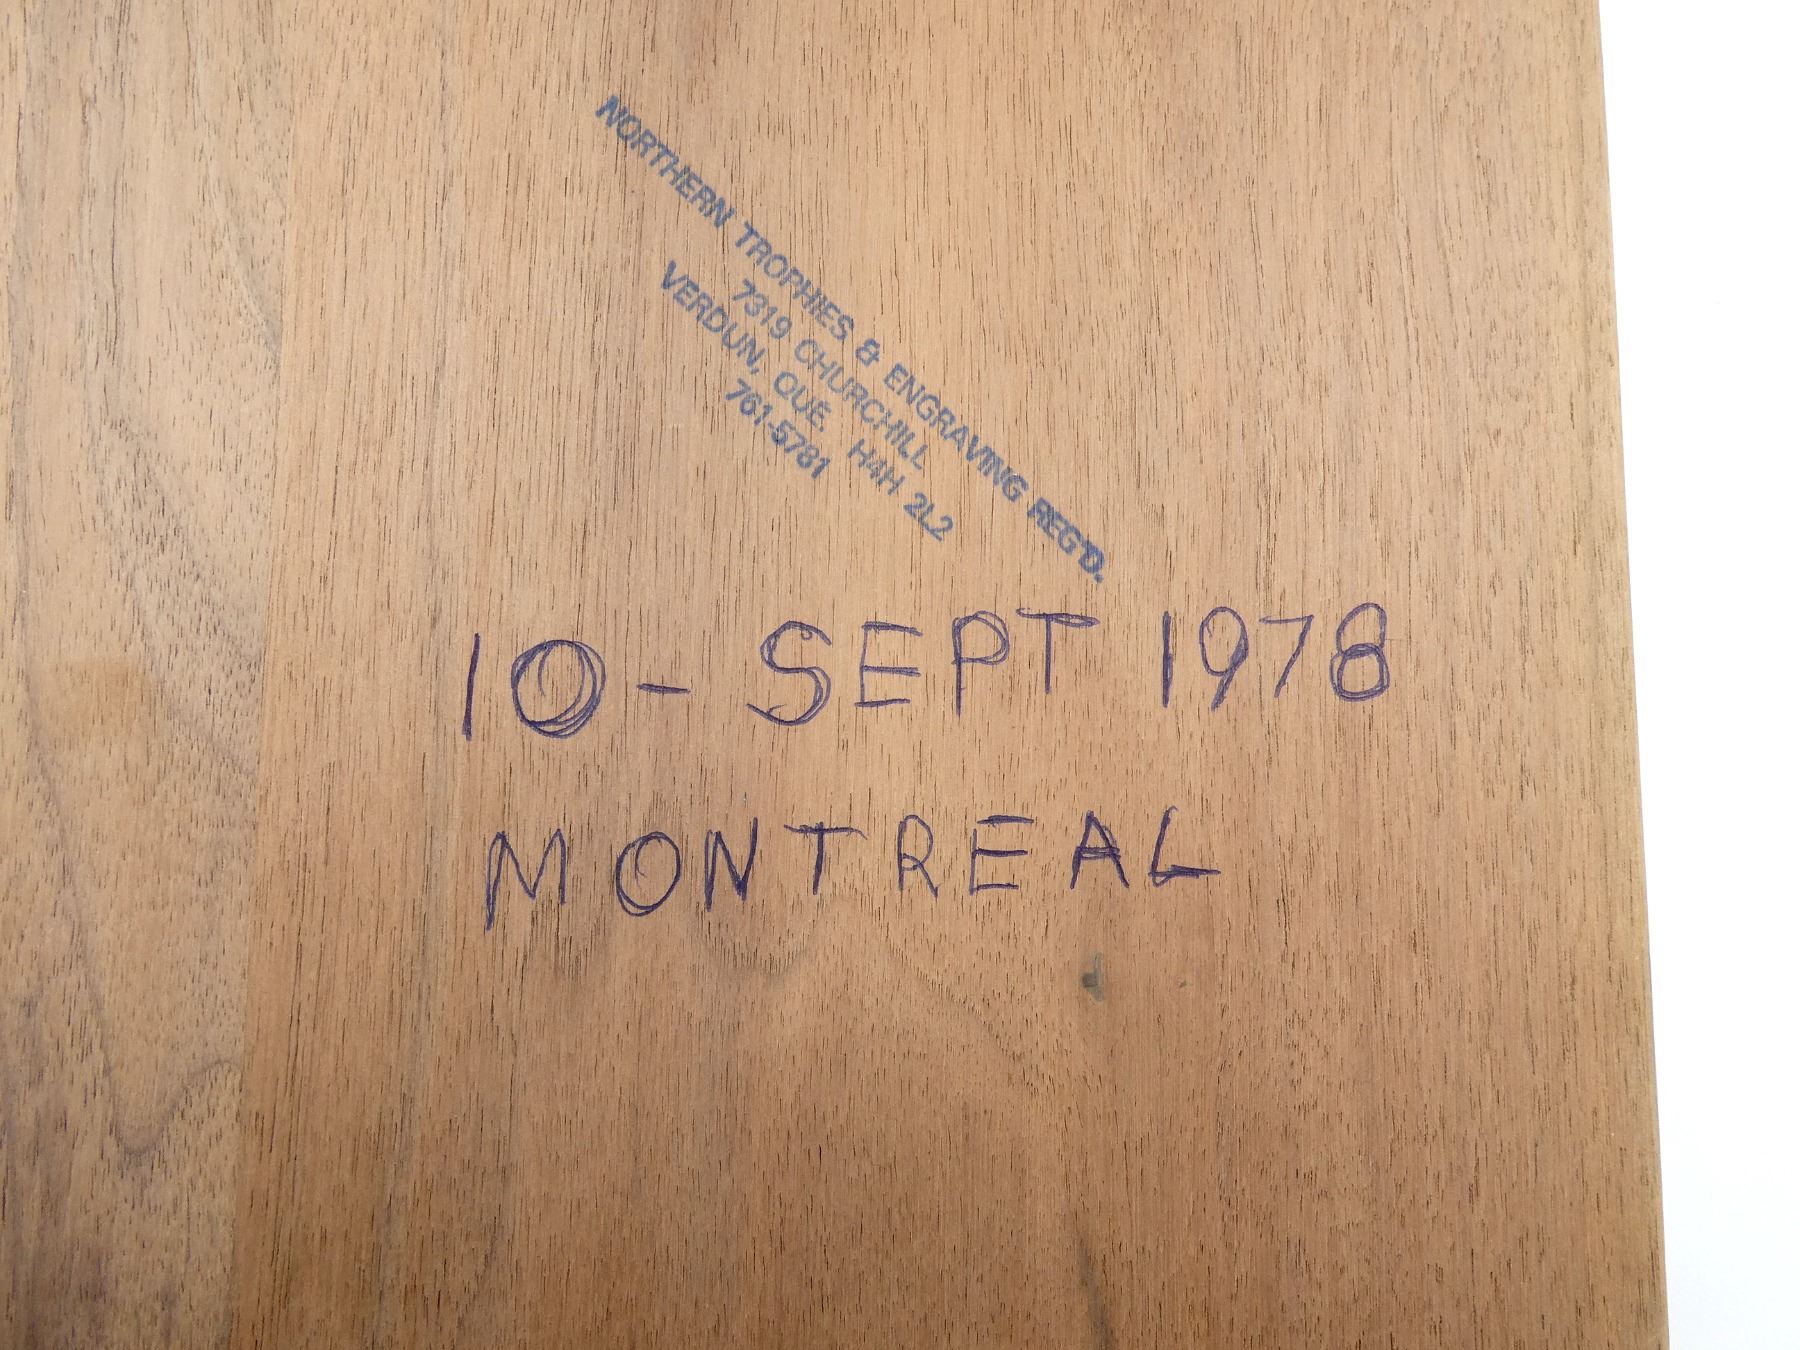 NORTHERN TROPHIES & ENGRAVING REG'D.
7319 CHURCHILL
VERDUN, QUE. H4H 2L2
761-5781
10 - SEPT 1978
MONTREAL